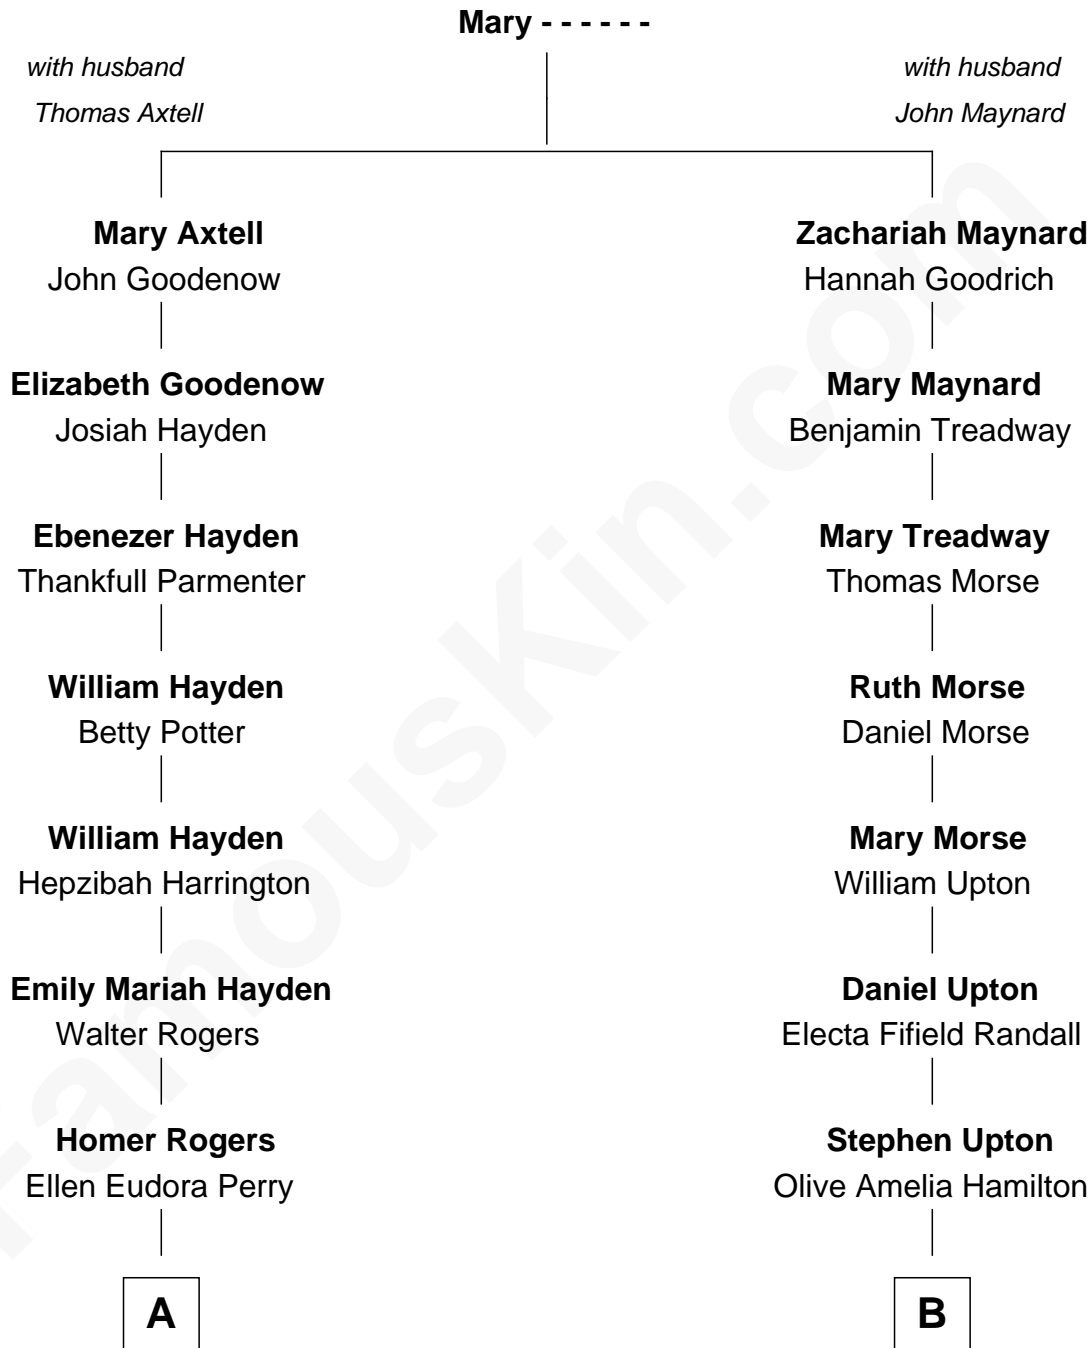 Mary - - - - - -
with husband
Thomas Axtell
with husband
John Maynard
Mary Axtell
John Goodenow
Zachariah Maynard
Hannah Goodrich
Elizabeth Goodenow
Josiah Hayden
Mary Maynard
Benjamin Treadway
Ebenezer Hayden
Thankfull Parmenter
Mary Treadway
Thomas Morse
William Hayden
Betty Potter
Ruth Morse
Daniel Morse
William Hayden
Hepzibah Harrington
Mary Morse
William Upton
Emily Mariah Hayden
Walter Rogers
Daniel Upton
Electa Fifield Randall
Homer Rogers
Ellen Eudora Perry
Stephen Upton
Olive Amelia Hamilton
A
B
FamousKin.com